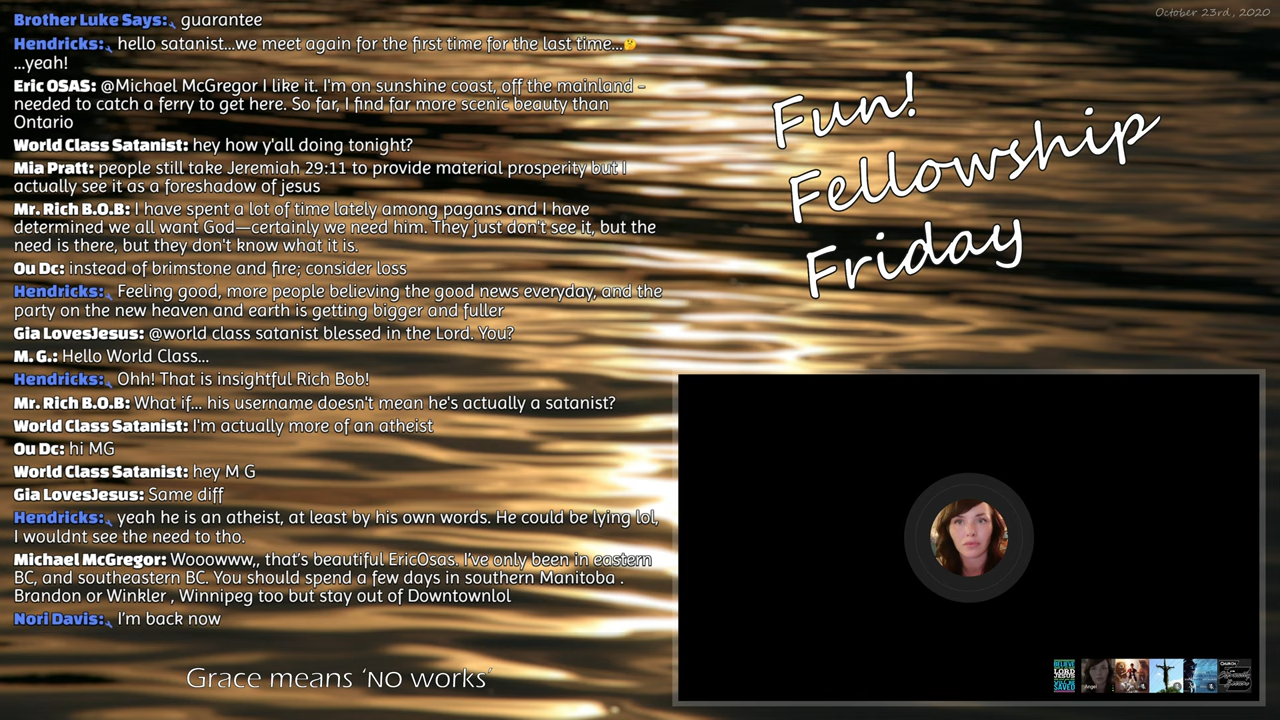 Brother Luke Says: guarantee
Hendricks: hello satanist...we meet again for the first time for the last time...🤔
...yeah!
Eric OSAS: @Michael McGregor I like it. I'm on sunshine coast, off the mainland -
needed to catch a ferry to get here. So far, I find far more scenic beauty than
Ontario
World Class Satanist: hey how y'all doing tonight?
Mia Pratt: people still take Jeremiah 29:11 to provide material prosperity but I
actually see it as a foreshadow of jesus
Mr. Rich B.O.B: I have spent a lot of time lately among pagans and I have
determined we all want God—certainly we need him. They just don't see it, but the
need is there, but they don't know what it is.
Ou Dc: instead of brimstone and fire; consider loss
Hendricks: Feeling good, more people believing the good news everyday, and the
party on the new heaven and earth is getting bigger and fuller
Gia LovesJesus: @world class satanist blessed in the Lord. You?
M. G.: Hello World Class...
Hendricks: Ohh! That is insightful Rich Bob!
Mr. Rich B.O.B: What if... his username doesn't mean he's actually a satanist?
World Class Satanist: I'm actually more of an atheist
Ou Dc: hi MG
World Class Satanist: hey M G
Gia LovesJesus: Same diff
Hendricks: yeah he is an atheist, at least by his own words. He could be lying lol,
I wouldnt see the need to tho.
Michael McGregor: Wooowww,, that's beautiful EricOsas. I've only been in eastern
BC, and southeastern BC. You should spend a few days in southern Manitoba .
Brandon or Winkler , Winnipeg too but stay out of Downtownlol
Nori Davis: I'm back now
Grace means 'NO works'
October 23rd, 2020
Fun!
Fellowship
Friday
BELIEVE
LORD
JESUS
SAVED
Angel
CHURCH